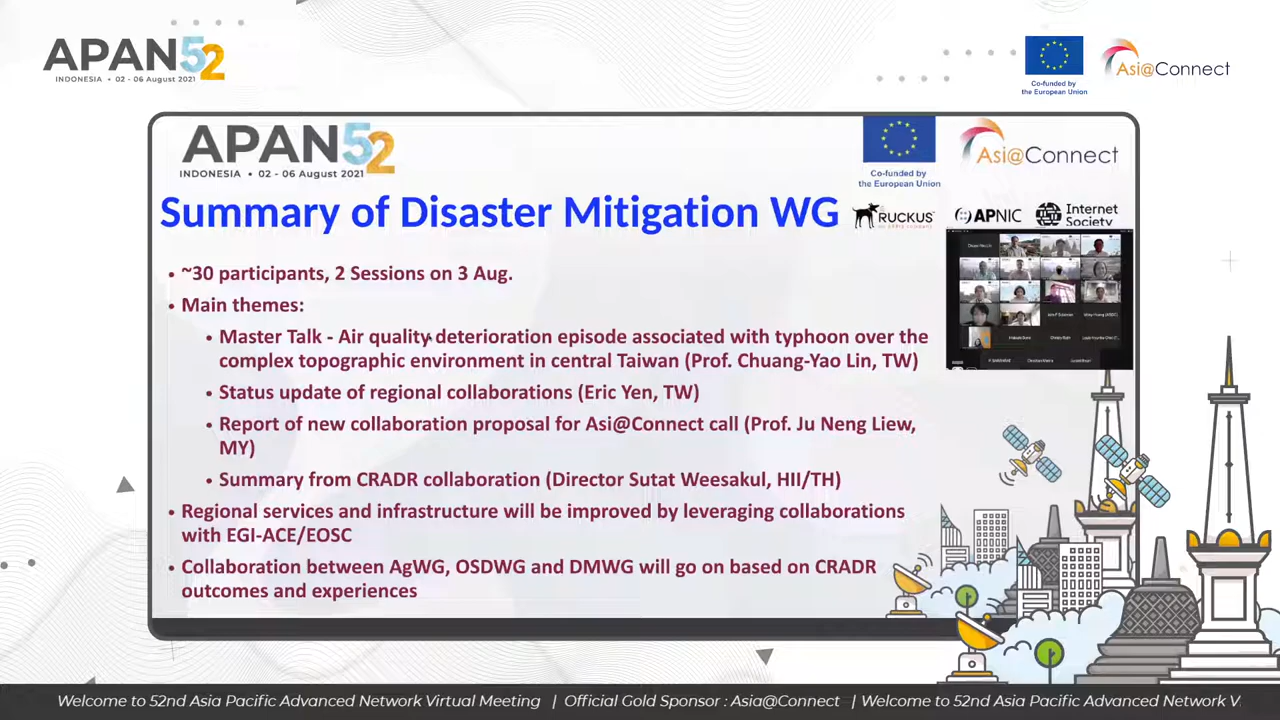 APAN52
INDONESIA • 02 - 06 August 2021
Co-funded by
the European Union
Asi@Connect
APAN52
INDONESIA • 02 - 06 August 2021
Co-funded by
the European Union
Asi@Connect
Summary of Disaster Mitigation WG
RUCKUS
APNIC
Internet
Society
• ~30 participants, 2 Sessions on 3 Aug.
• Main themes:
• Master Talk - Air quality deterioration episode associated with typhoon over the
complex topographic environment in central Taiwan (Prof. Chuang-Yao Lin, TW)
• Status update of regional collaborations (Eric Yen, TW)
• Report of new collaboration proposal for Asi@Connect call (Prof. Ju Neng Liew,
MY)
• Summary from CRADR collaboration (Director Sutat Weesakul, HII/TH)
• Regional services and infrastructure will be improved by leveraging collaborations
with EGI-ACE/EOSC
• Collaboration between AgWG, OSDWG and DMWG will go on based on CRADR
outcomes and experiences
Welcome to 52nd Asia Pacific Advanced Network Virtual Meeting | Official Gold Sponsor : Asia@Connect | Welcome to 52nd Asia Pacific Advanced Network V